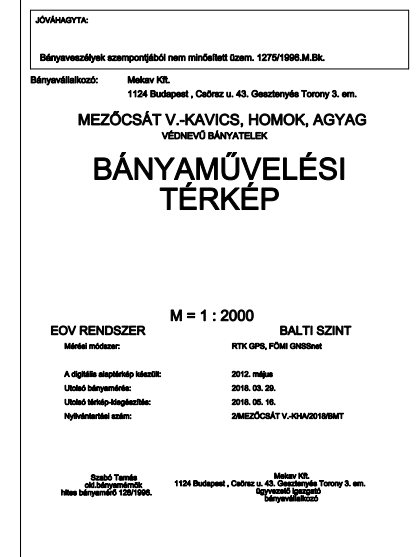 JÓVÁHAGYTA:
Bányaveszélyek szempontjából nem minősített üzem. 1275/1996.M.Bk.
Bányavállalkozó: Mekav Kft.
1124 Budapest , Csörsz u. 43. Gesztenyés Torony 3. em.
MEZŐCSÁT V.-KAVICS, HOMOK, AGYAG
VÉDNEVŰ BÁNYATELEK
BÁNYAMŰVELÉSI
TÉRKÉP
M = 1 : 2000
EOV RENDSZER BALTI SZINT
Mérési módszer: RTK GPS, FÖMI GNSSnet
A digitális alaptérkép készült: 2012. május
Utolsó bányamérés: 2018. 03. 29.
Utolsó térkép-kiegészítés: 2018. 05. 16.
Nyilvántartási szám: 2/MEZŐCSÁT V.-KHA/2018/BMT
Szabó Tamás
okl.bányamérnök
hites bányamérő 126/1996.
Mekav Kft.
1124 Budapest , Csörsz u. 43. Gesztenyés Torony 3. em.
ügyvezető igazgató
bányavállalkozó